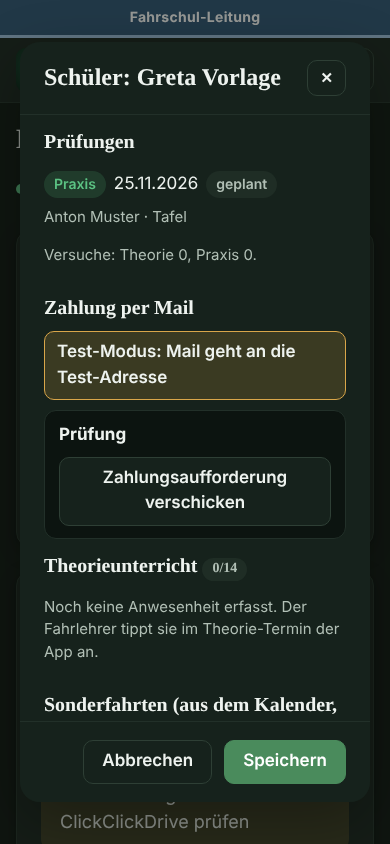 Fahrschul-Leitung
Schüler: Greta Vorlage ×
Prüfungen
Praxis 25.11.2026 geplant
Anton Muster · Tafel
Versuche: Theorie 0, Praxis 0.
Zahlung per Mail
Test-Modus: Mail geht an die
Test-Adresse
Prüfung
Zahlungsaufforderung
verschicken
Theorieunterricht 0/14
Noch keine Anwesenheit erfasst. Der
Fahrlehrer tippt sie im Theorie-Termin der
App an.
Sonderfahrten (aus dem Kalender,
Abbrechen Speichern
ClickClickDrive prüfen